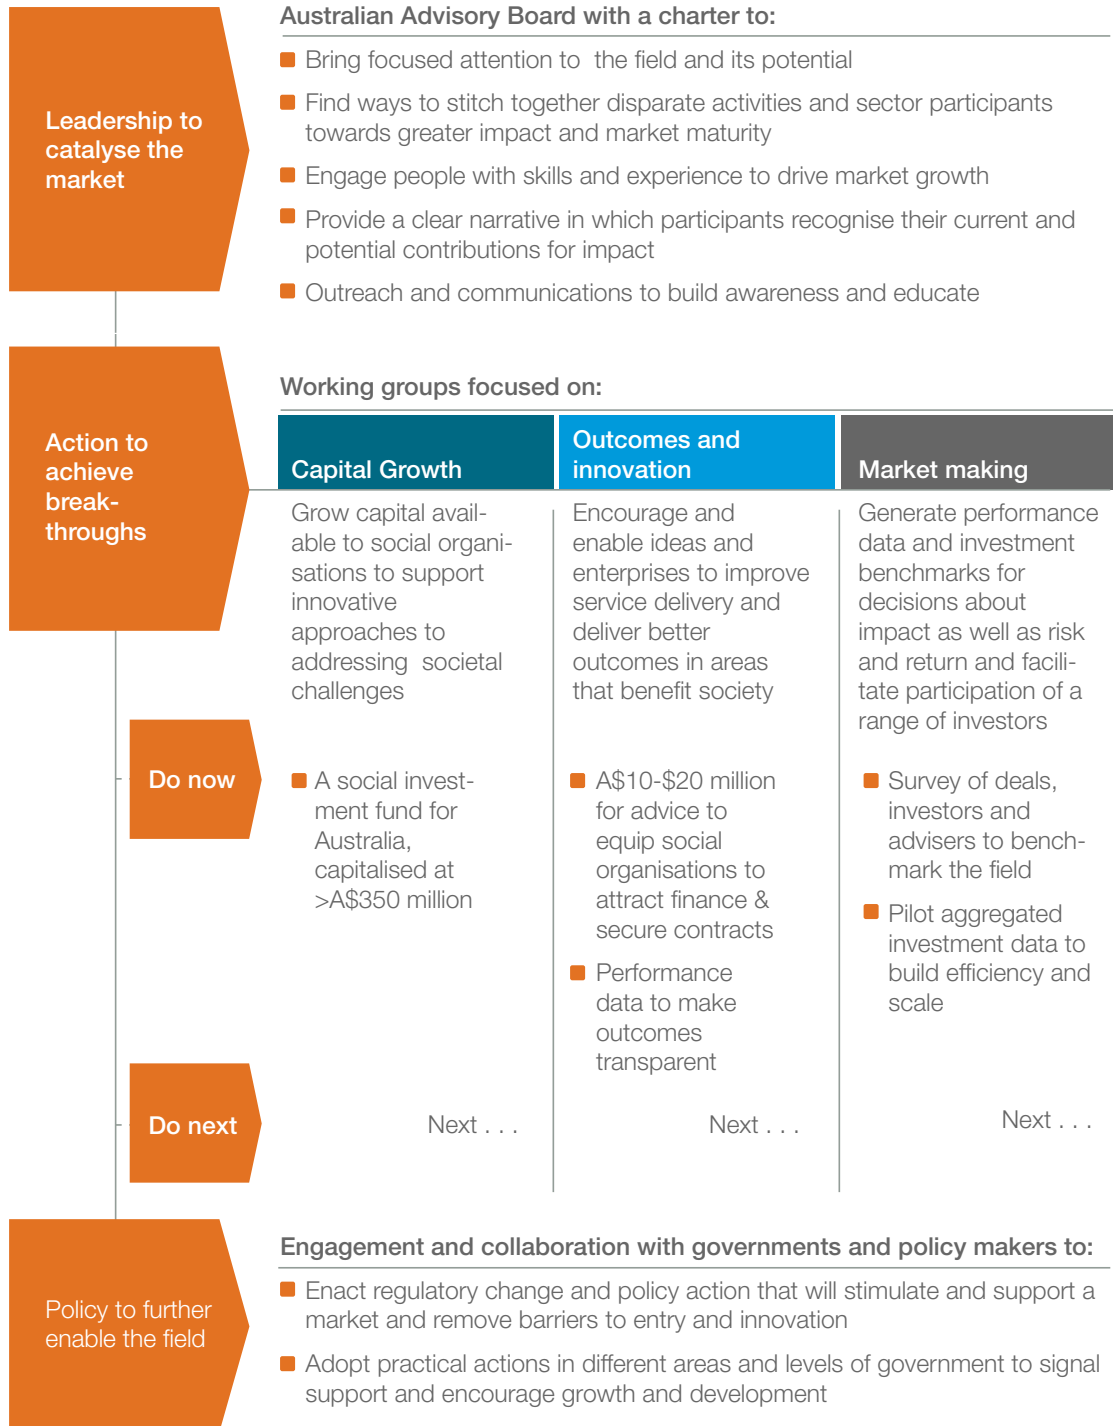 Leadership to
catalyse the
market
Australian Advisory Board with a charter to:
Bring focused attention to the field and its potential
Find ways to stitch together disparate activities and sector participants
towards greater impact and market maturity
Engage people with skills and experience to drive market growth
Provide a clear narrative in which participants recognise their current and
potential contributions for impact
Outreach and communications to build awareness and educate
Action to
achieve
break-
throughs
Working groups focused on:
Capital Growth
Grow capital avail-
able to social organi-
sations to support
innovative
approaches to
addressing societal
challenges
Outcomes and
innovation
Encourage and
enable ideas and
enterprises to improve
service delivery and
deliver better
outcomes in areas
that benefit society
Market making
Generate performance
data and investment
benchmarks for
decisions about
impact as well as risk
and return and facili-
tate participation of a
range of investors
Do now
A social invest-
ment fund for
Australia,
capitalised at
>A$350 million
A$10-$20 million
for advice to
equip social
organisations to
attract finance &
secure contracts
Performance
data to make
outcomes
transparent
Survey of deals,
investors and
advisers to bench-
mark the field
Pilot aggregated
investment data to
build efficiency and
scale
Do next
Next . . .
Next . . .
Next . . .
Policy to further
enable the field
Engagement and collaboration with governments and policy makers to:
Enact regulatory change and policy action that will stimulate and support a
market and remove barriers to entry and innovation
Adopt practical actions in different areas and levels of government to signal
support and encourage growth and development